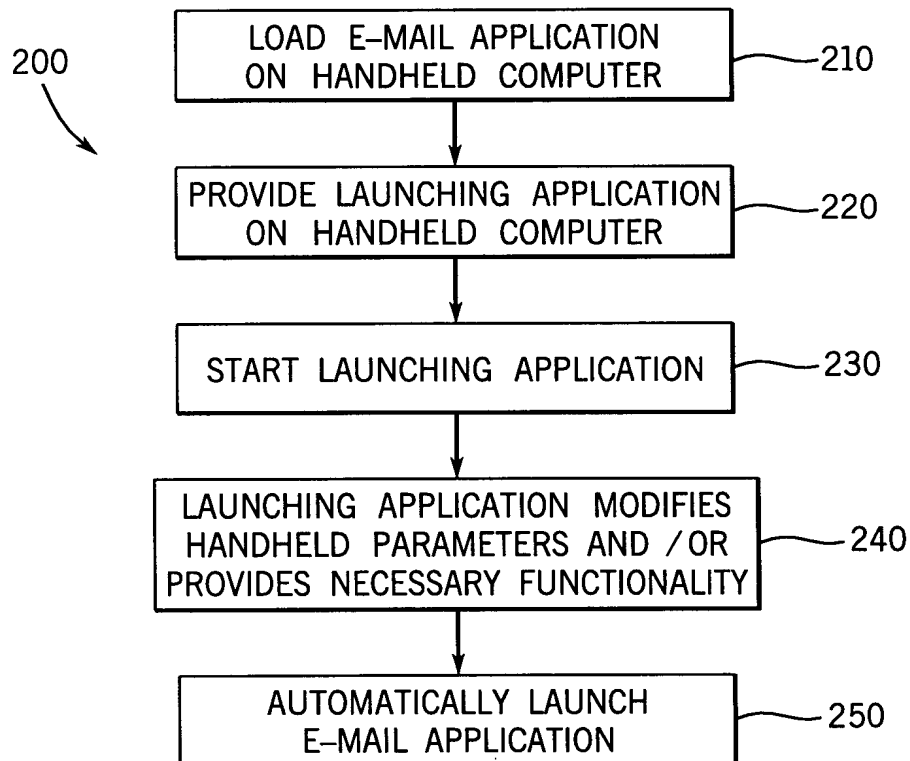 LOAD E-MAIL APPLICATION
ON HANDHELD COMPUTER
210
200
PROVIDE LAUNCHING APPLICATION
ON HANDHELD COMPUTER
220
START LAUNCHING APPLICATION
230
LAUNCHING APPLICATION MODIFIES
HANDHELD PARAMETERS AND / OR
PROVIDES NECESSARY FUNCTIONALITY
240
AUTOMATICALLY LAUNCH
E-MAIL APPLICATION
250